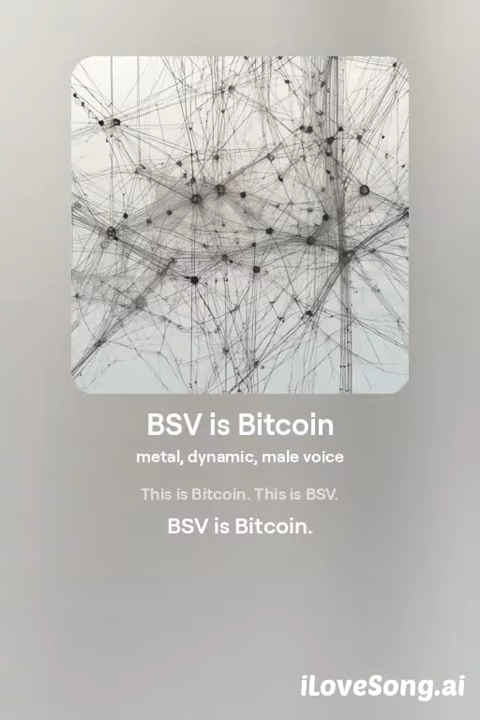 BSV is Bitcoin
metal, dynamic, male voice
This is Bitcoin. This is BSV.
BSV is Bitcoin.
iLoveSong.ai